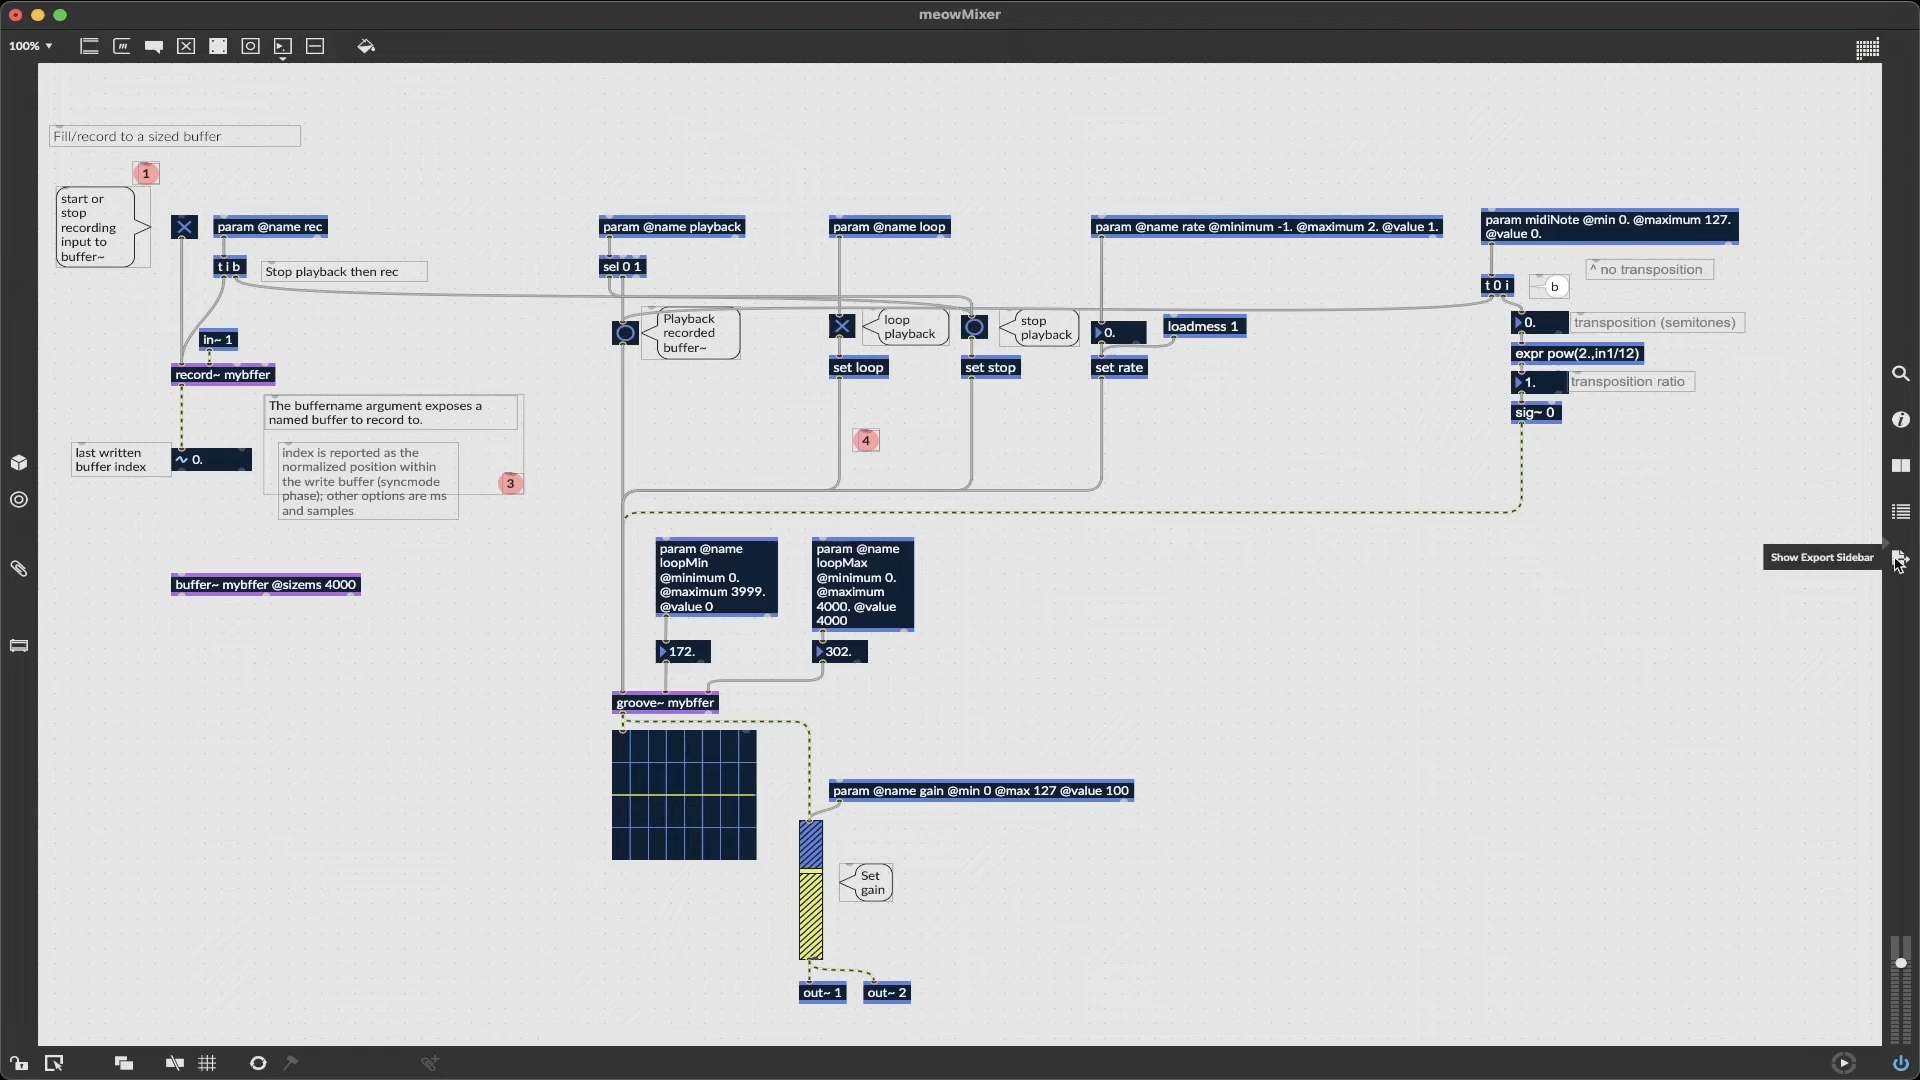 meowMixer
100%
Fill/record to a sized buffer
1
start or
stop
recording
input to
buffer~
param @name rec
t i b
Stop playback then rec
in~ 1
record~ mybffer
The buffername argument exposes a
named buffer to record to.
last written
buffer index
0.
index is reported as the
normalized position within
the write buffer (syncmode
phase); other options are ms
and samples
3
buffer~ mybffer @sizems 4000
param @name playback
sel 0 1
Playback
recorded
buffer~
param @name loop
loop
playback
set loop
stop
playback
set stop
4
param @name rate @minimum -1. @maximum 2. @value 1.
0.
loadmess 1
set rate
param midiNote @min 0. @maximum 127.
@value 0.
t 0 i
b
^ no transposition
0.
transposition (semitones)
expr pow(2.,in1/12)
1.
transposition ratio
sig~ 0
Show Export Sidebar
param @name
loopMin
@minimum 0.
@maximum 3999.
@value 0
172.
param @name
loopMax
@minimum 0.
@maximum
4000. @value
4000
302.
groove~ mybffer
param @name gain @min 0 @max 127 @value 100
Set
gain
out~ 1
out~ 2